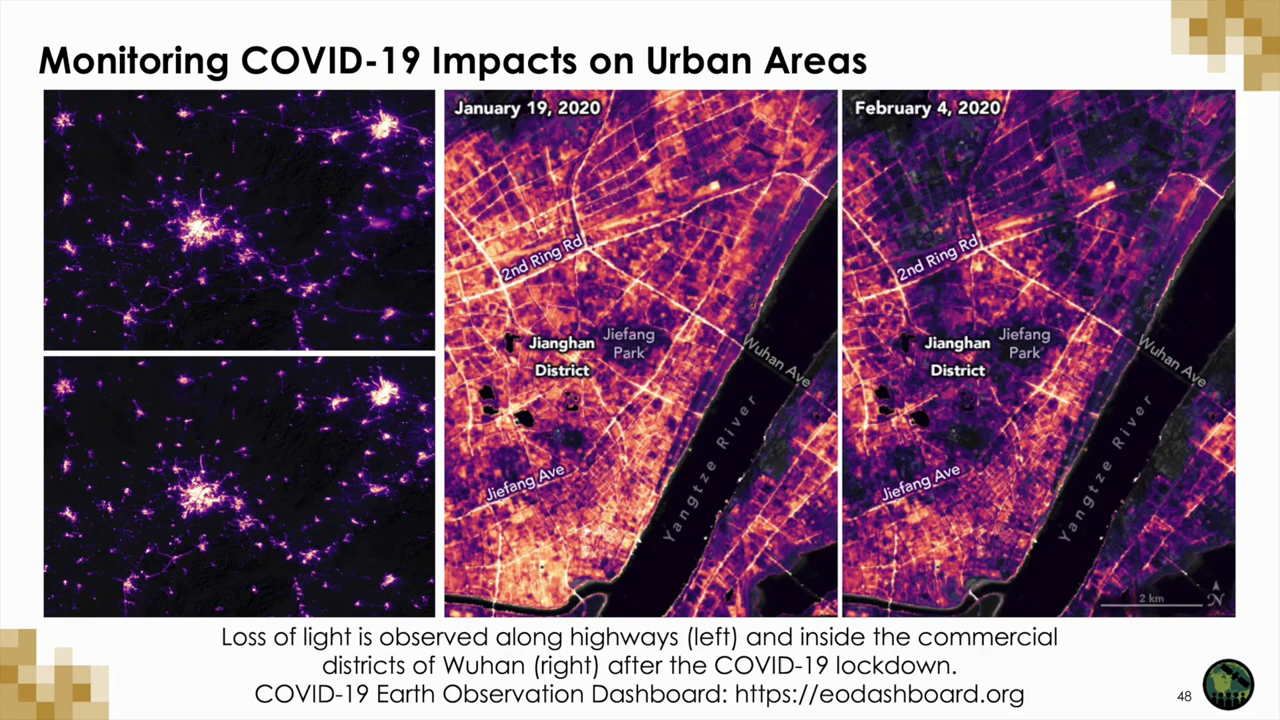 Monitoring COVID-19 Impacts on Urban Areas
January 19, 2020
2nd Ring Rd
Jianghan
District
Jiefang
Park
Wuhan Ave
Jiefang Ave
Yangtze River
February 4, 2020
2nd Ring Rd
Jianghan
District
Jiefang
Park
Wuhan Ave
Jiefang Ave
Yangtze River
2 km
N
Loss of light is observed along highways (left) and inside the commercial
districts of Wuhan (right) after the COVID-19 lockdown.
COVID-19 Earth Observation Dashboard: https://eodashboard.org
48